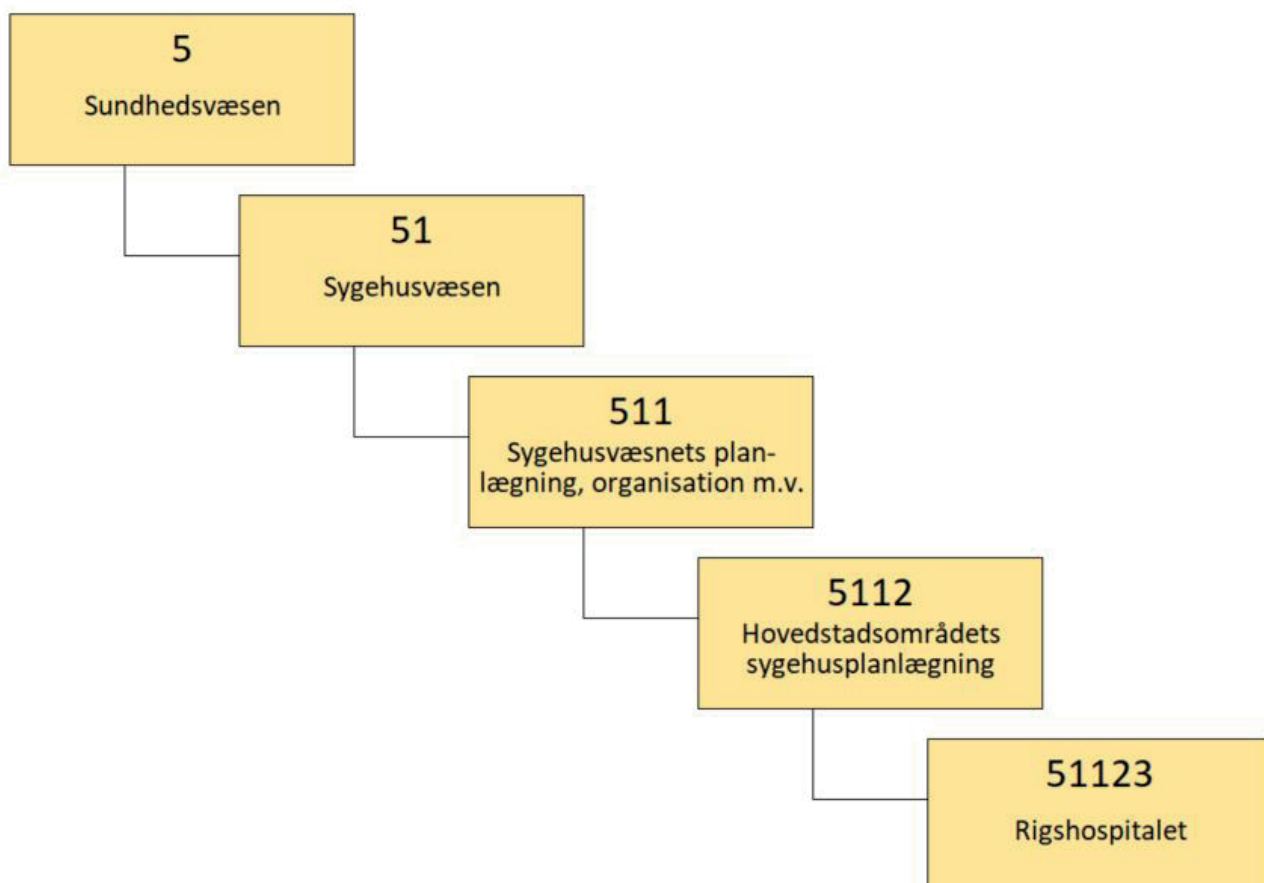 5
Sundhedsvæsen
51
Sygehusvæsen
511
Sygehusvæsnets plan-
lægning, organisation m.v.
5112
Hovedstadsområdets
sygehusplanlægning
51123
Rigshospitalet